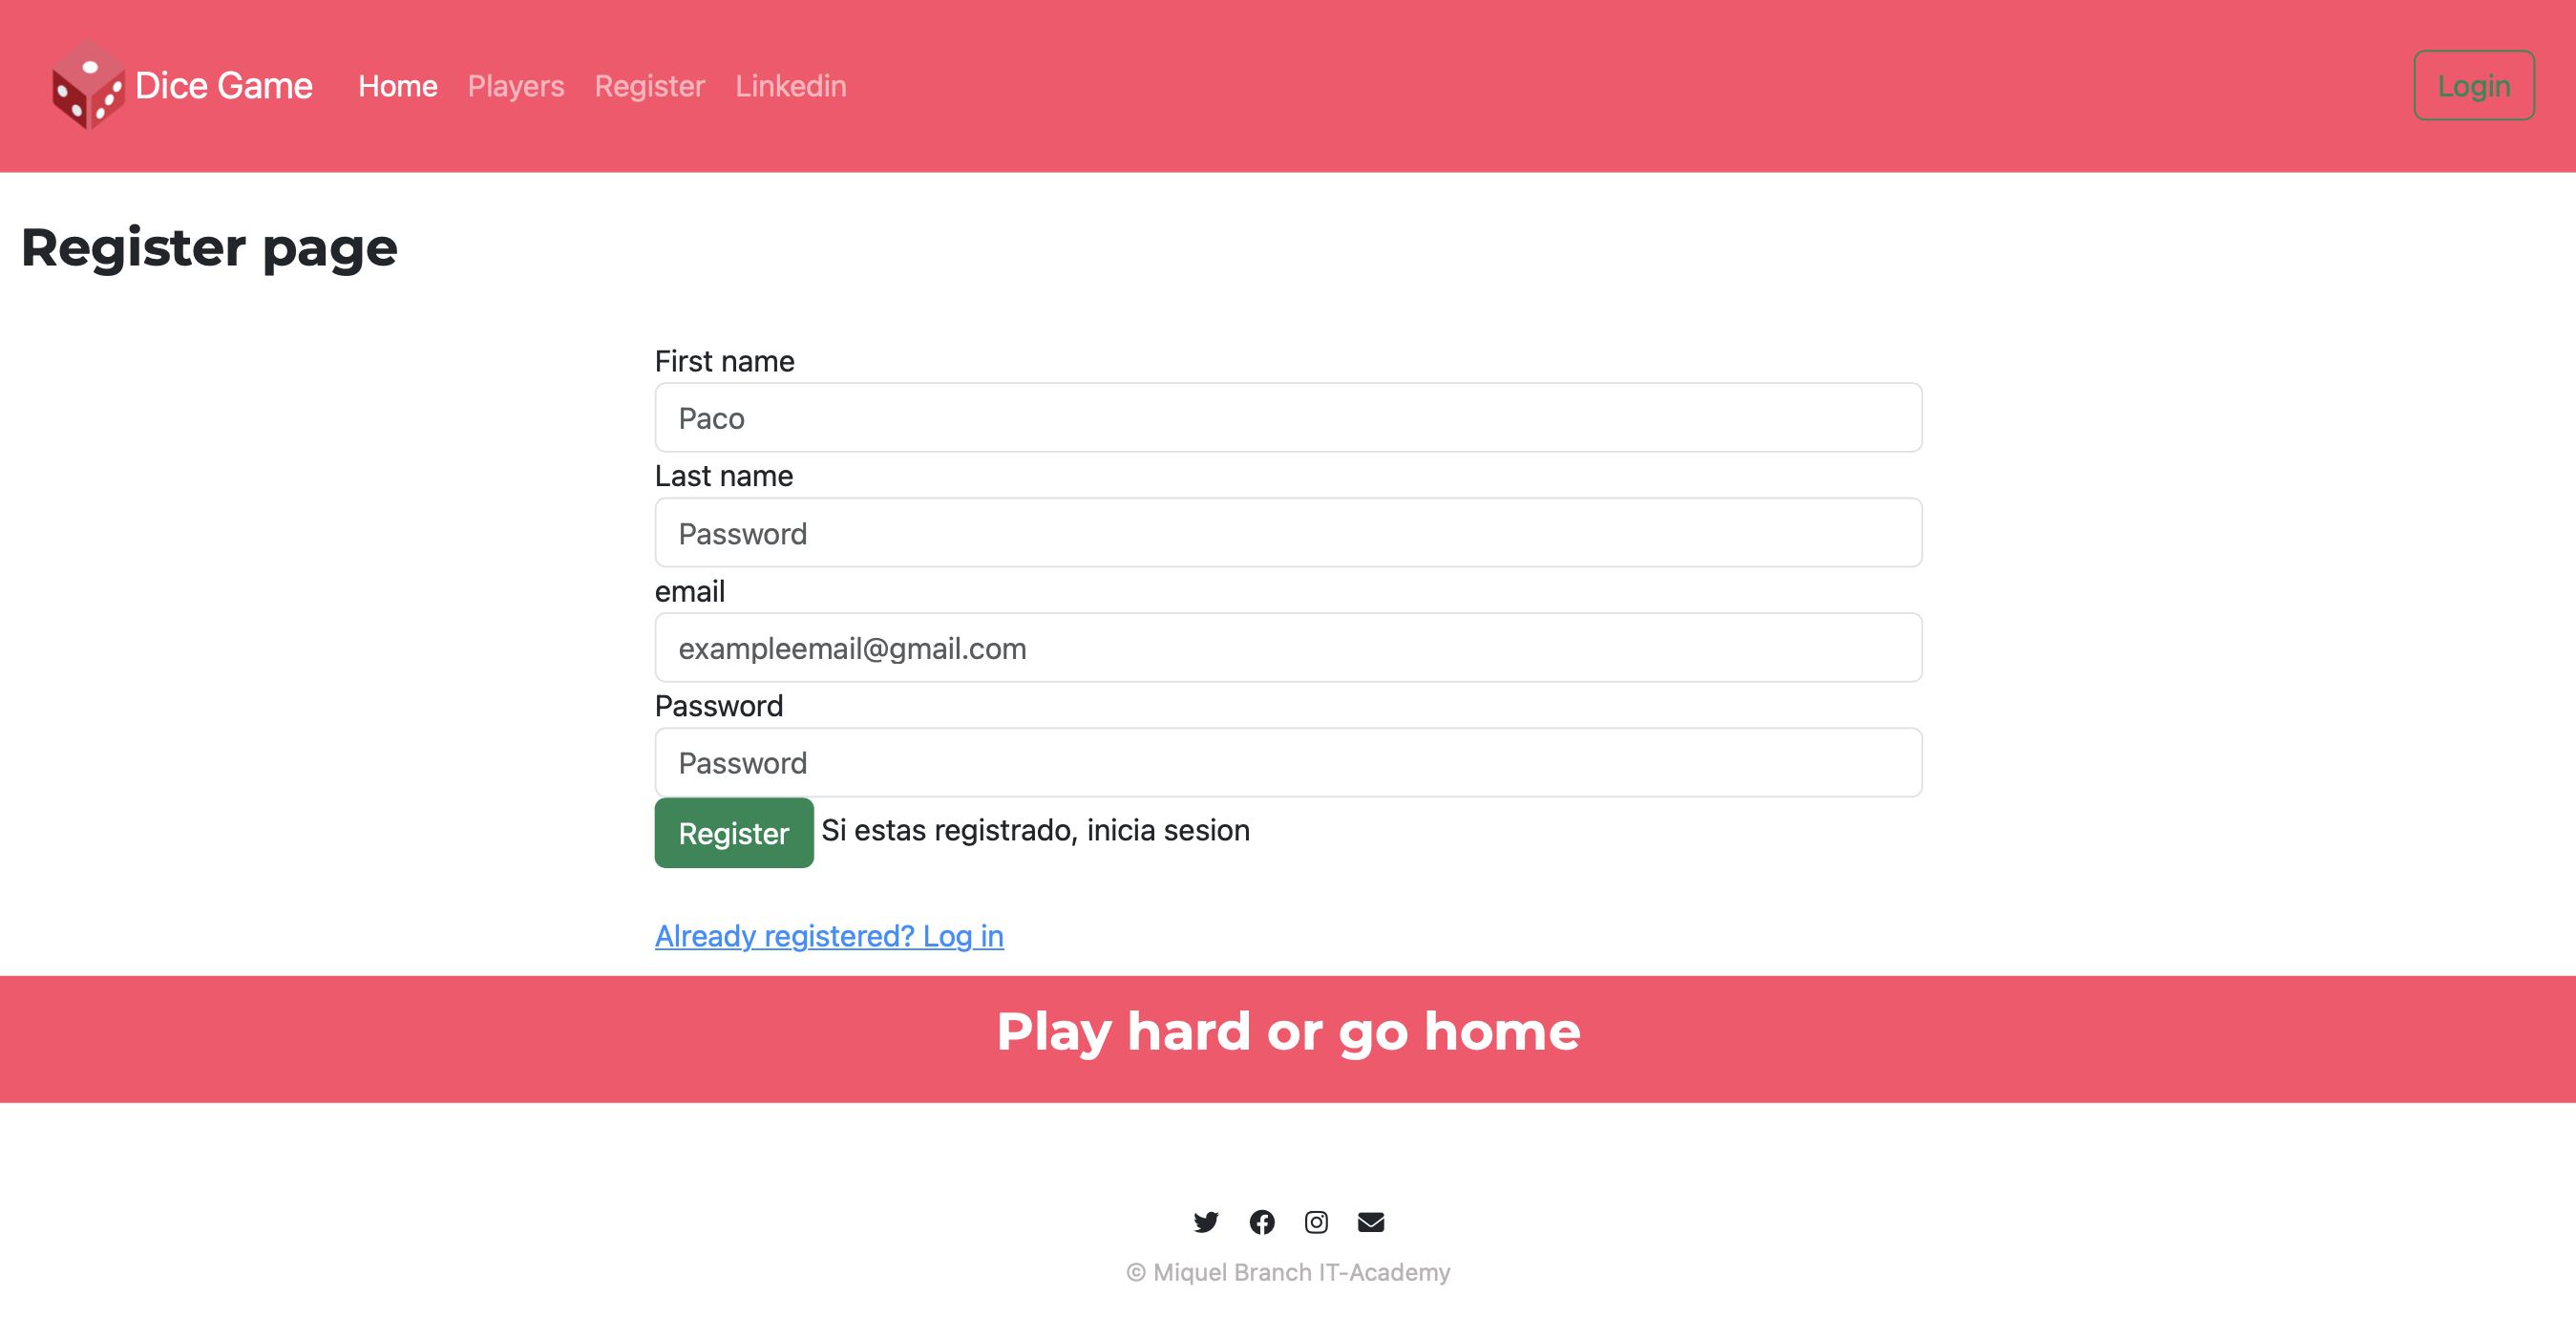 Dice Game Home Players Register Linkedin Login
Register page
First name
Paco
Last name
Password
email
exampleemail@gmail.com
Password
Password
Register Si estas registrado, inicia sesion
Already registered? Log in
Play hard or go home
© Miquel Branch IT-Academy